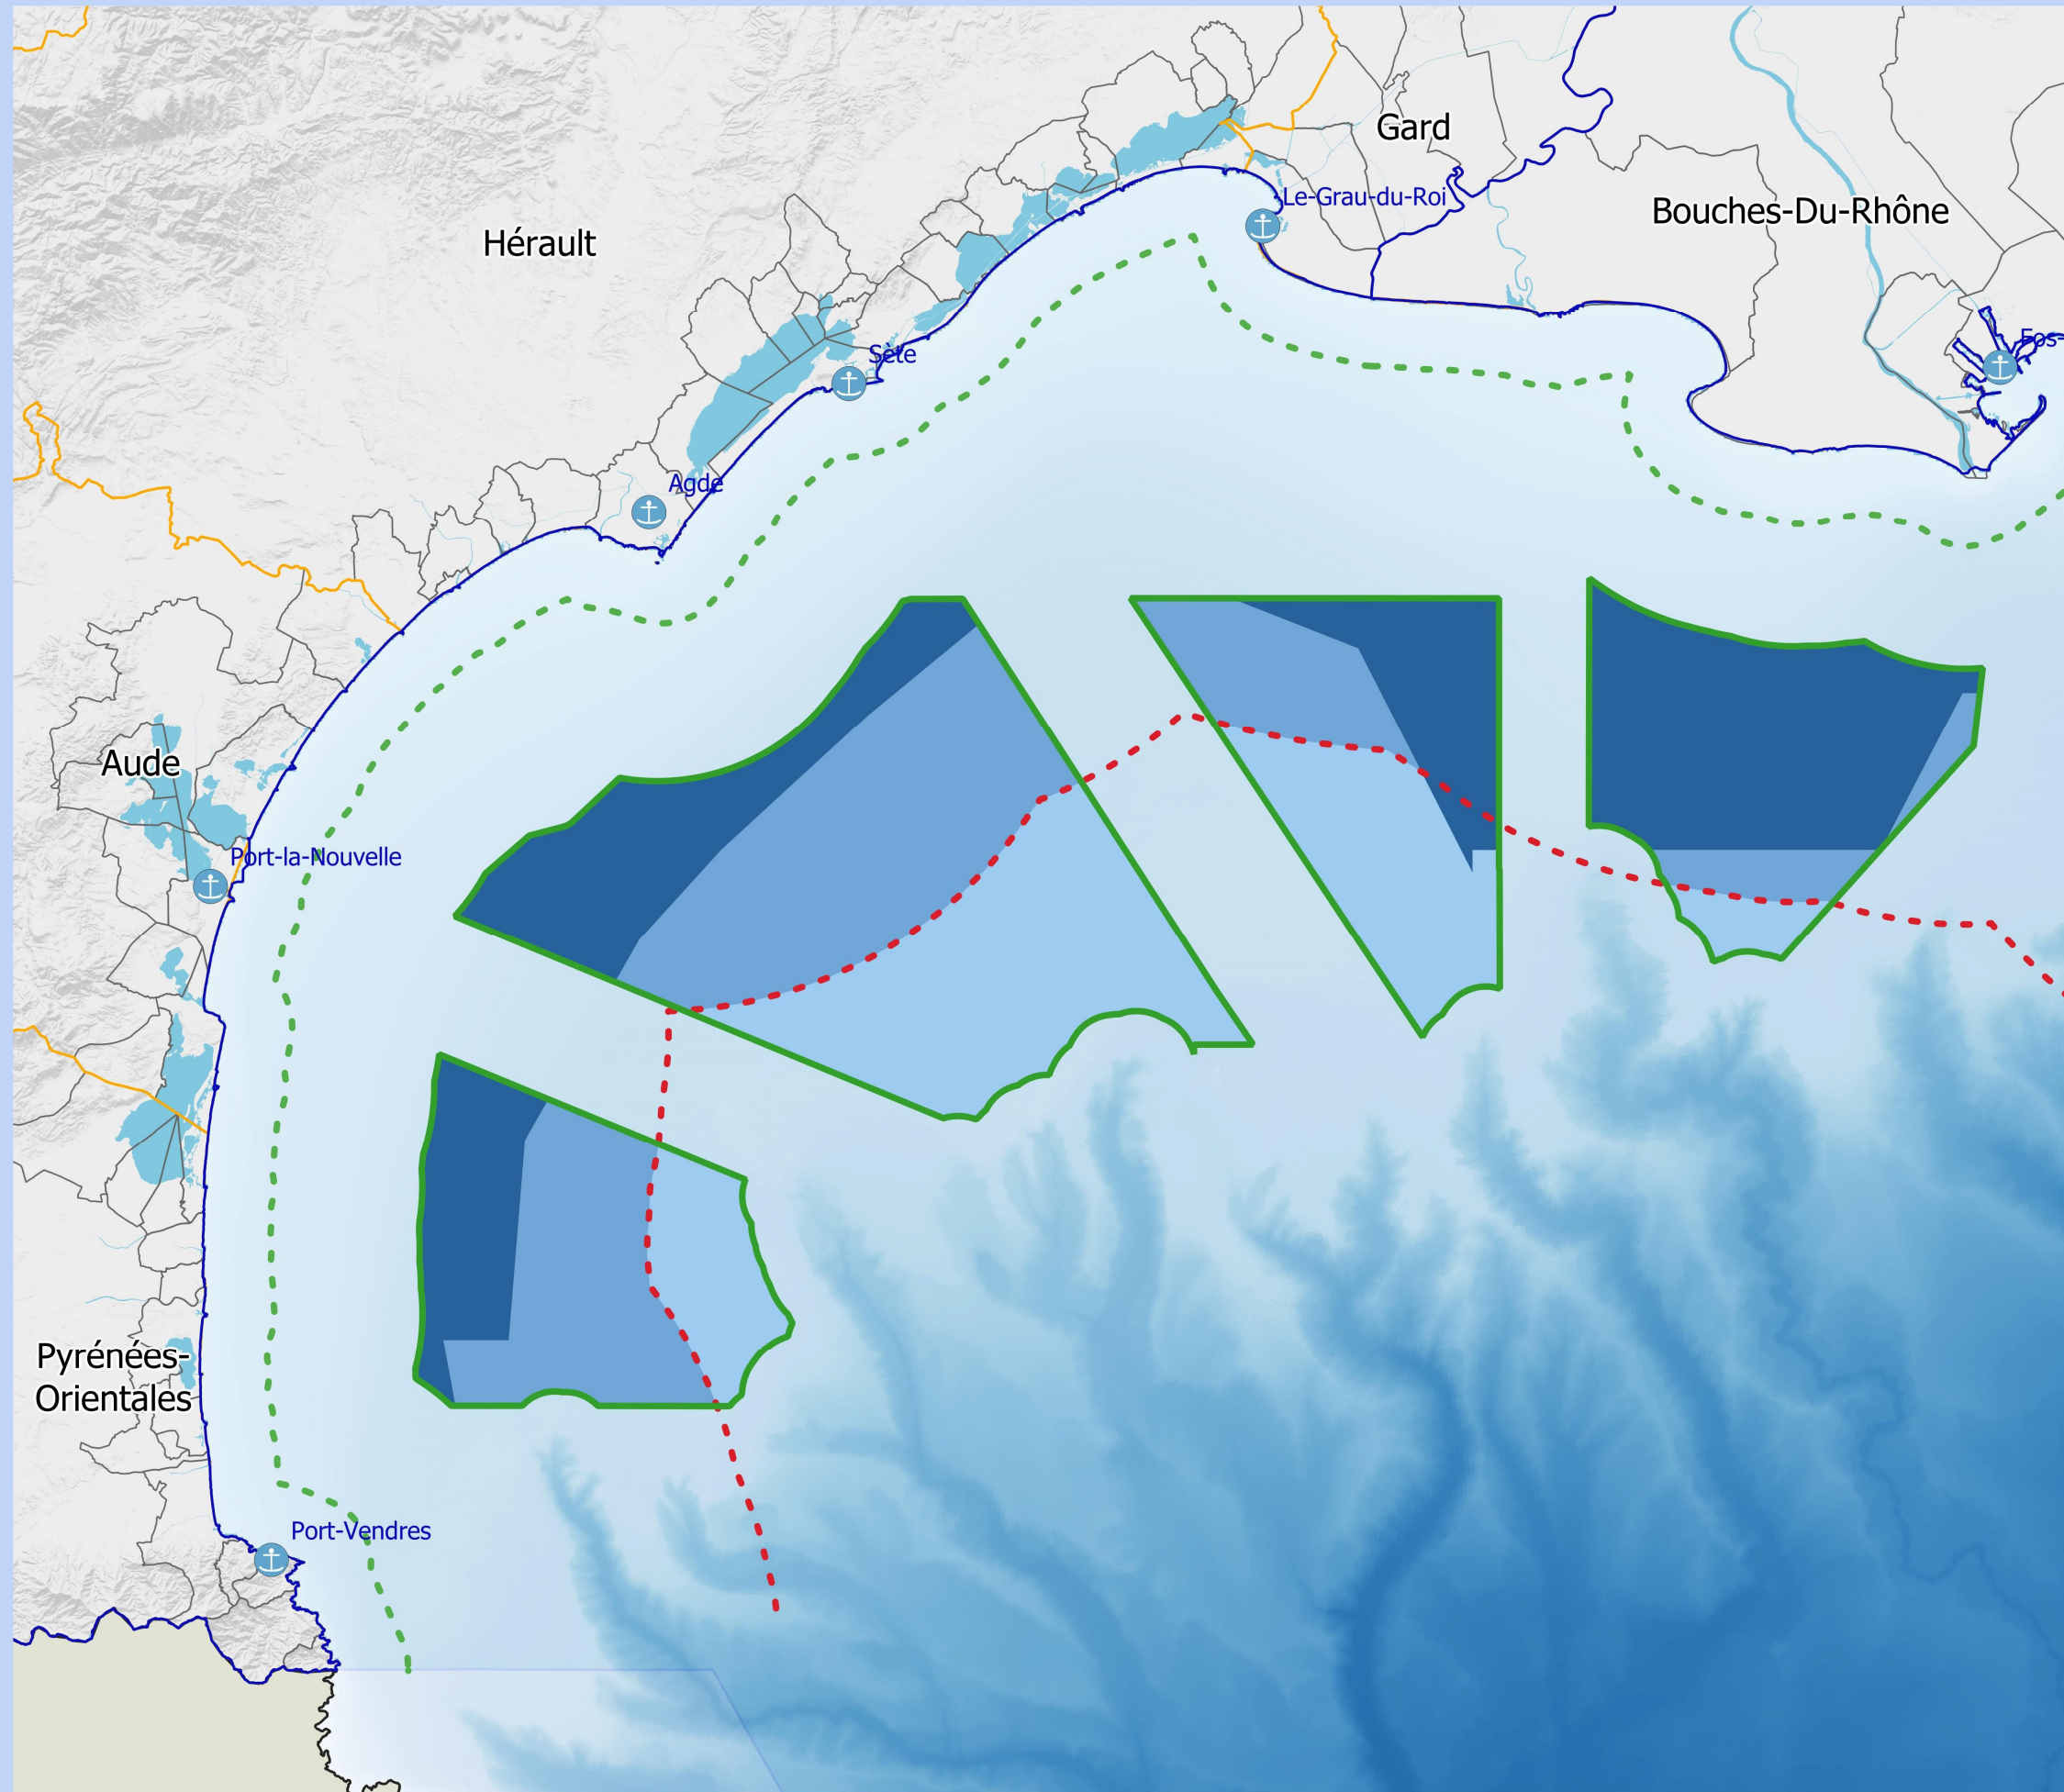 Gard
Le-Grau-du-Roi
Bouches-Du-Rhône
Hérault
Fos-
Sète
Agde
Aude
Port-la-Nouvelle
Pyrénées-
Orientales
Port-Vendres